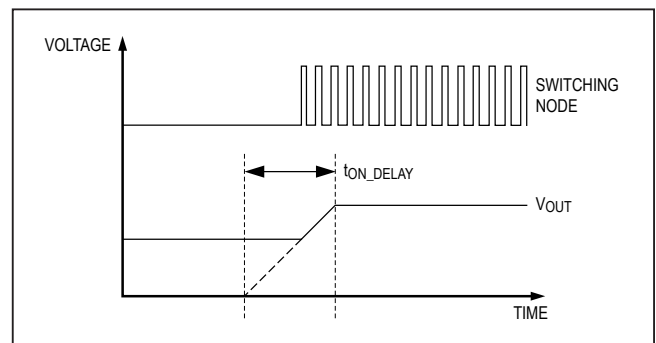 VOLTAGE
SWITCHING
NODE
tON_DELAY
VOUT
TIME